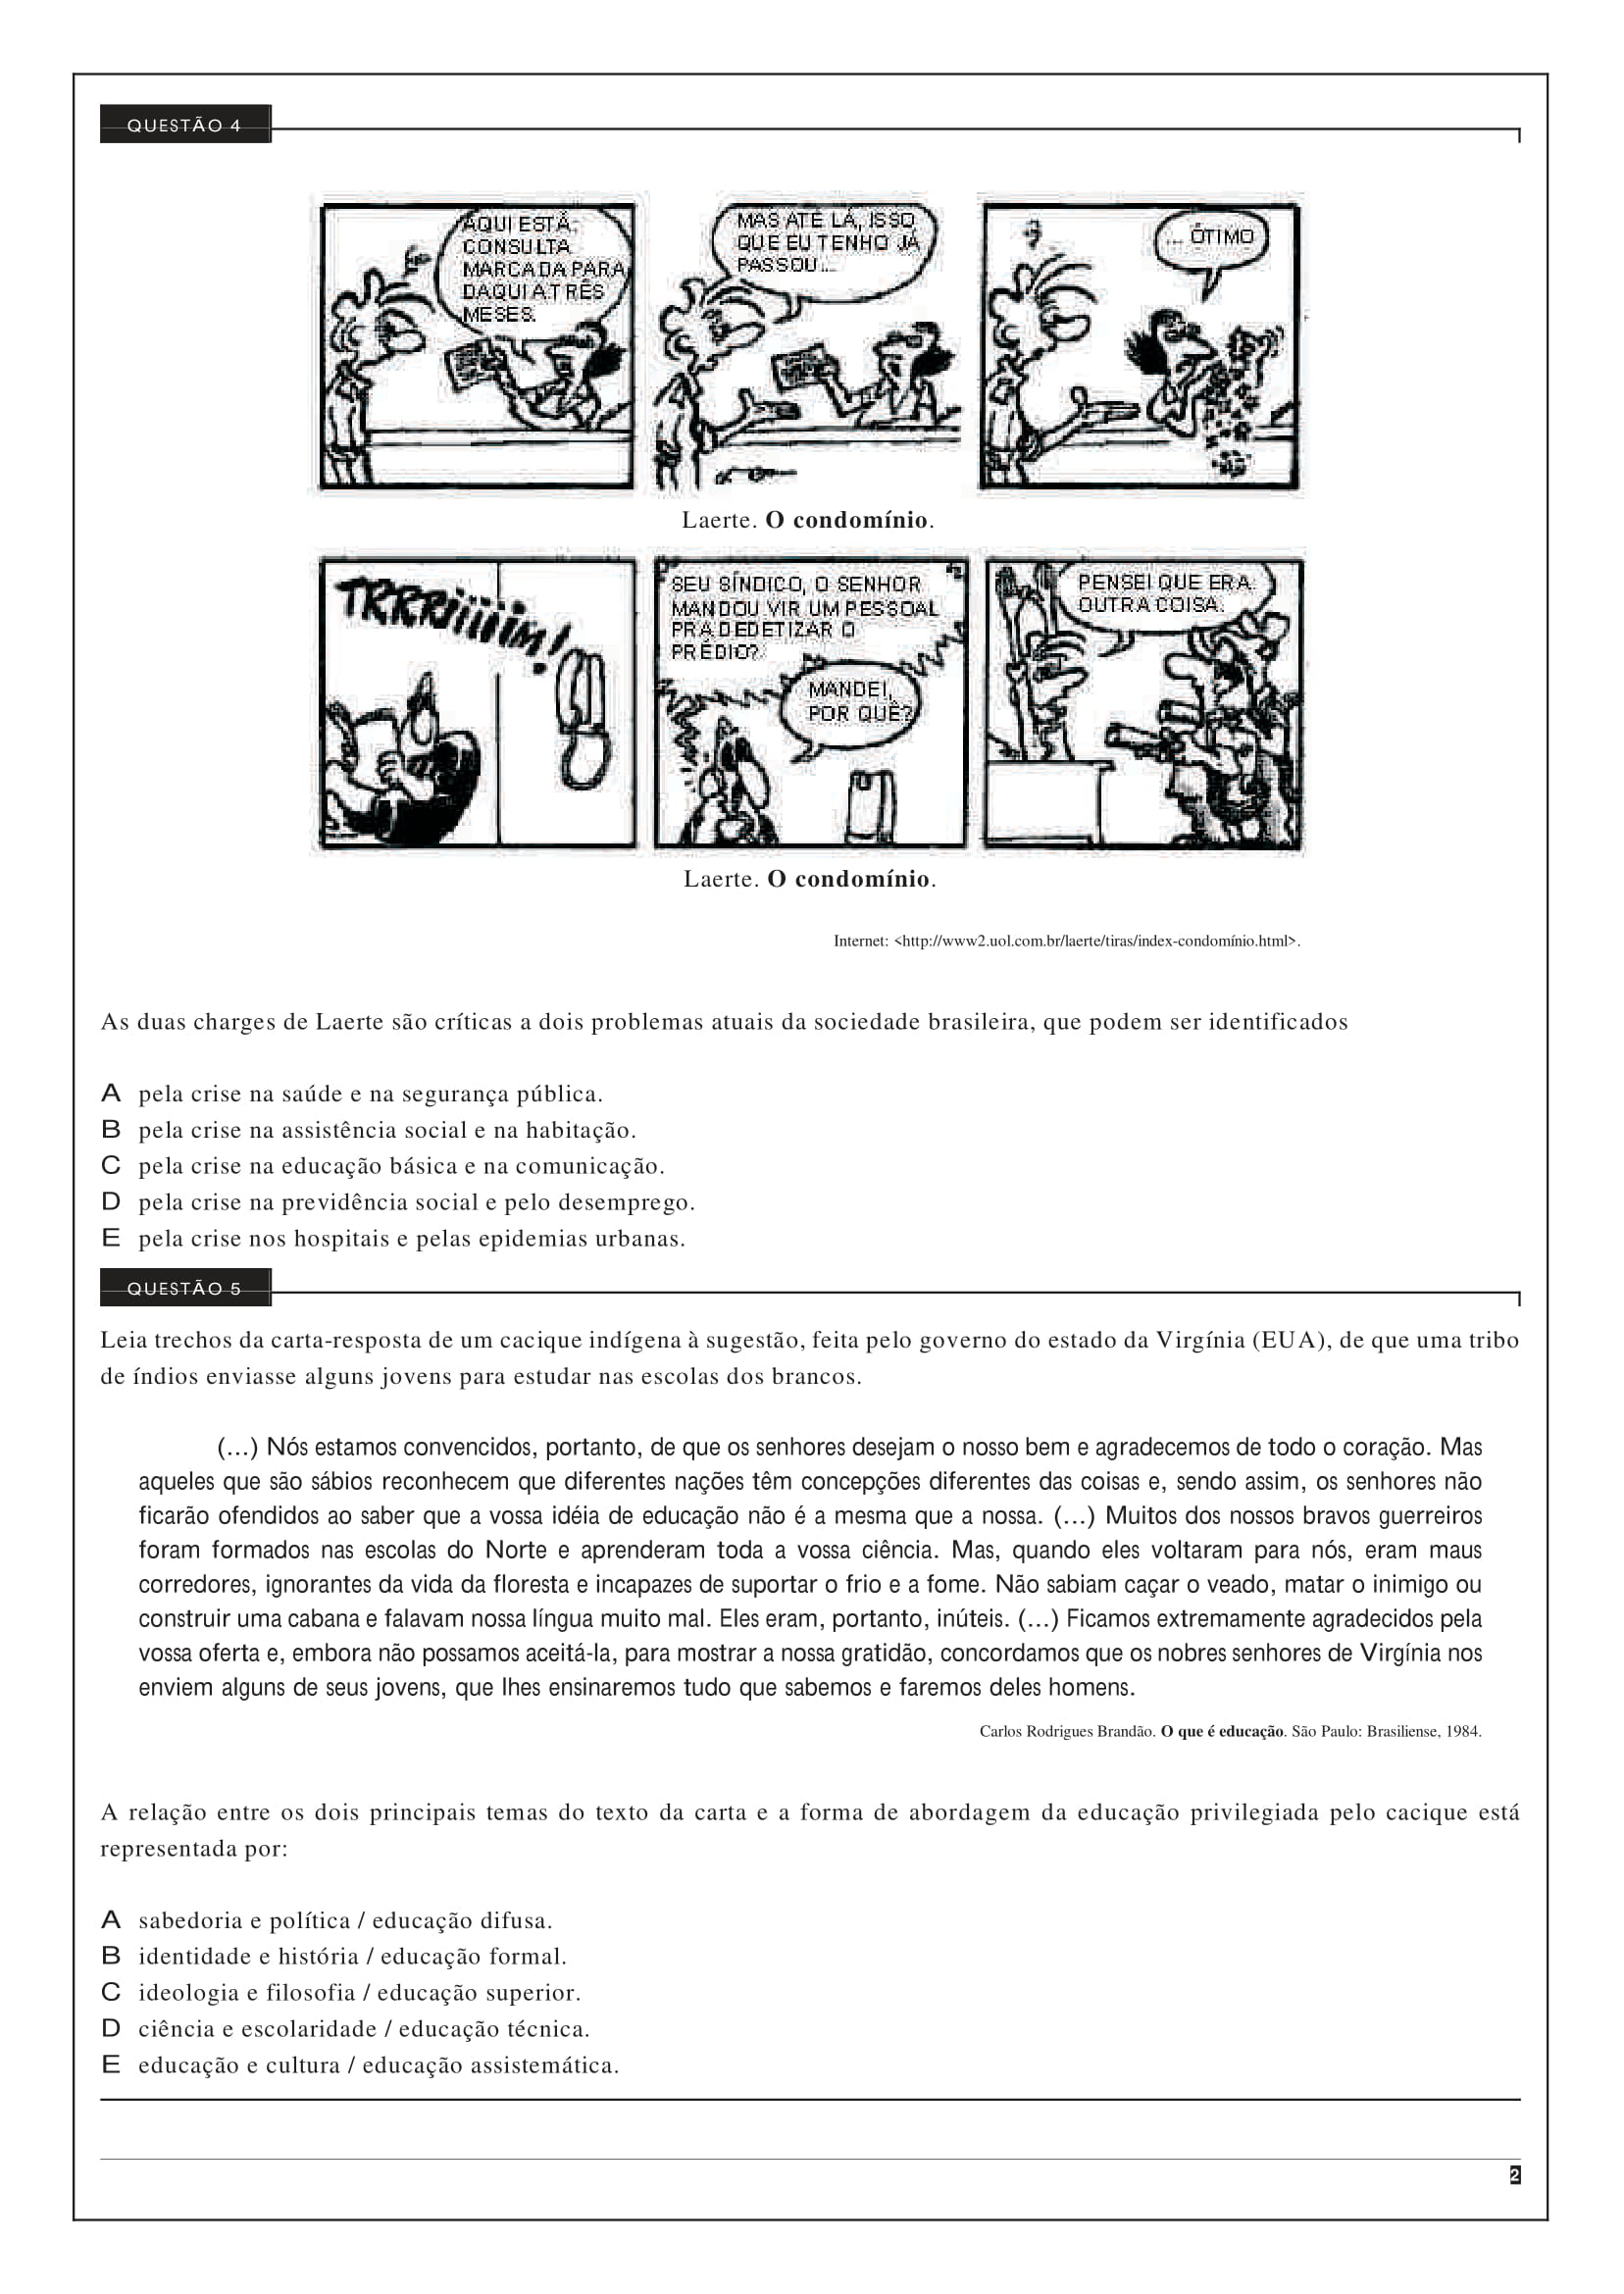 QUESTÃO 4
AQUI ESTÁ:
CONSULTA
MARCADA PARA
DAQUI A TRÊS
MESES.
MAS ATÉ LÁ, ISSO
QUE EU TENHO JÁ
PASSOU...
... ÓTIMO
Laerte. O condomínio.
TRRRiiiiim!
SEU SÍNDICO, O SENHOR
MANDOU VIR UM PESSOAL
PRA DEDETIZAR O
PRÉDIO?
MANDEI,
POR QUÊ?
PENSEI QUE ERA
OUTRA COISA.
Laerte. O condomínio.
Internet: <http://www2.uol.com.br/laerte/tiras/index-condomínio.html>.
As duas charges de Laerte são críticas a dois problemas atuais da sociedade brasileira, que podem ser identificados
A pela crise na saúde e na segurança pública.
B pela crise na assistência social e na habitação.
C pela crise na educação básica e na comunicação.
D pela crise na previdência social e pelo desemprego.
E pela crise nos hospitais e pelas epidemias urbanas.
QUESTÃO 5
Leia trechos da carta-resposta de um cacique indígena à sugestão, feita pelo governo do estado da Virgínia (EUA), de que uma tribo
de índios enviasse alguns jovens para estudar nas escolas dos brancos.
(...) Nós estamos convencidos, portanto, de que os senhores desejam o nosso bem e agradecemos de todo o coração. Mas
aqueles que são sábios reconhecem que diferentes nações têm concepções diferentes das coisas e, sendo assim, os senhores não
ficarão ofendidos ao saber que a vossa idéia de educação não é a mesma que a nossa. (...) Muitos dos nossos bravos guerreiros
foram formados nas escolas do Norte e aprenderam toda a vossa ciência. Mas, quando eles voltaram para nós, eram maus
corredores, ignorantes da vida da floresta e incapazes de suportar o frio e a fome. Não sabiam caçar o veado, matar o inimigo ou
construir uma cabana e falavam nossa língua muito mal. Eles eram, portanto, inúteis. (...) Ficamos extremamente agradecidos pela
vossa oferta e, embora não possamos aceitá-la, para mostrar a nossa gratidão, concordamos que os nobres senhores de Virgínia nos
enviem alguns de seus jovens, que lhes ensinaremos tudo que sabemos e faremos deles homens.
Carlos Rodrigues Brandão. O que é educação. São Paulo: Brasiliense, 1984.
A relação entre os dois principais temas do texto da carta e a forma de abordagem da educação privilegiada pelo cacique está
representada por:
A sabedoria e política / educação difusa.
B identidade e história / educação formal.
C ideologia e filosofia / educação superior.
D ciência e escolaridade / educação técnica.
E educação e cultura / educação assistemática.
2